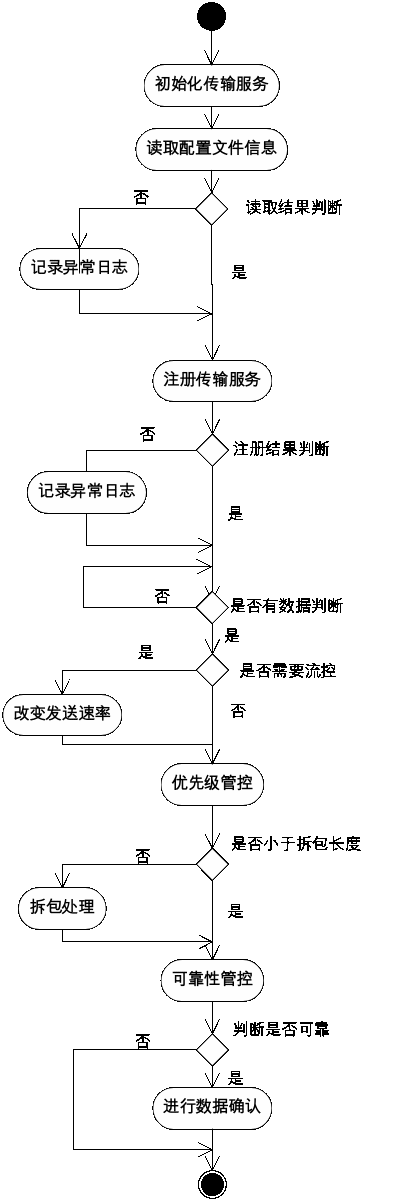 初始化传输服务
读取配置文件信息
否
读取结果判断
记录异常日志
是
注册传输服务
否
注册结果判断
记录异常日志
是
否
是否有数据判断
是
是
是否需要流控
改变发送速率
否
优先级管控
是否小于拆包长度
否
拆包处理
是
可靠性管控
判断是否可靠
否
是
进行数据确认